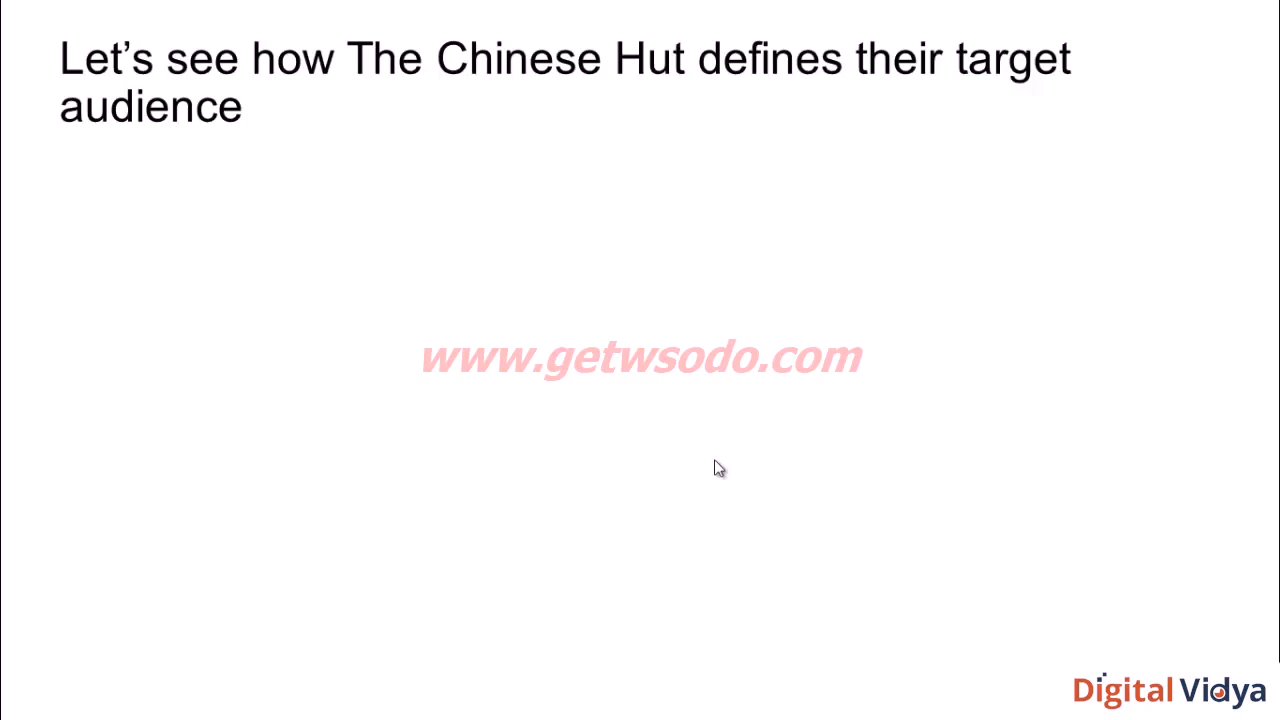 Let’s see how The Chinese Hut defines their target
audience
www.getwsodo.com
Digital Vidya